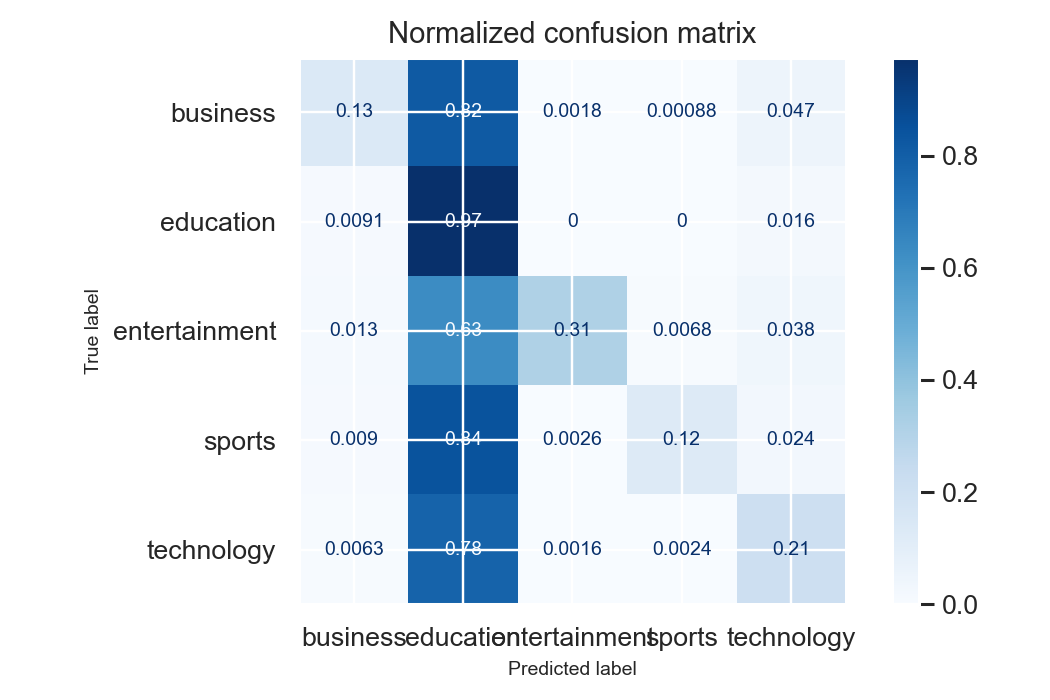 Normalized confusion matrix
business 0.13 0.82 0.0018 0.00088 0.047
education 0.0091 0.97 0 0 0.016
entertainment 0.013 0.63 0.31 0.0068 0.038
sports 0.009 0.84 0.0026 0.12 0.024
technology 0.0063 0.78 0.0016 0.0024 0.21
True label
business education entertainment sports technology
Predicted label
0.8
0.6
0.4
0.2
0.0